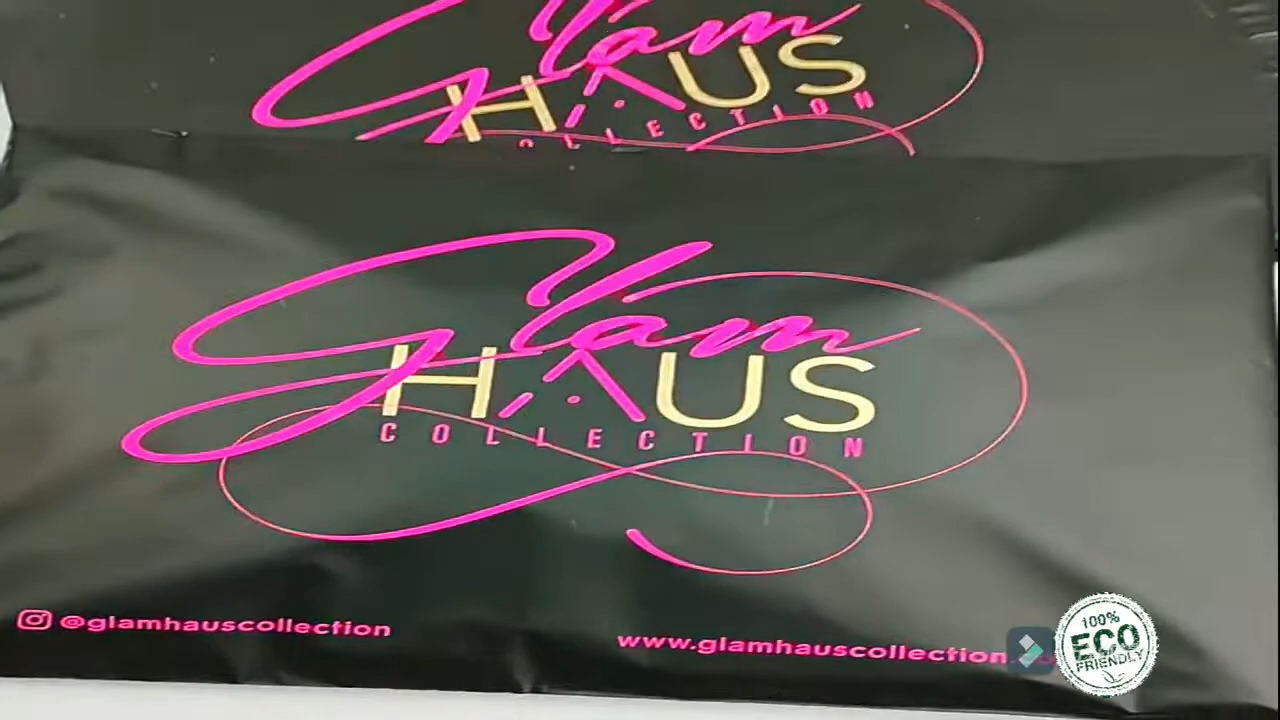 Glam
HAUS
COLLECTION
Glam
HAUS
COLLECTION
@glamhauscollection
www.glamhauscollection
100%
ECO
FRIENDLY